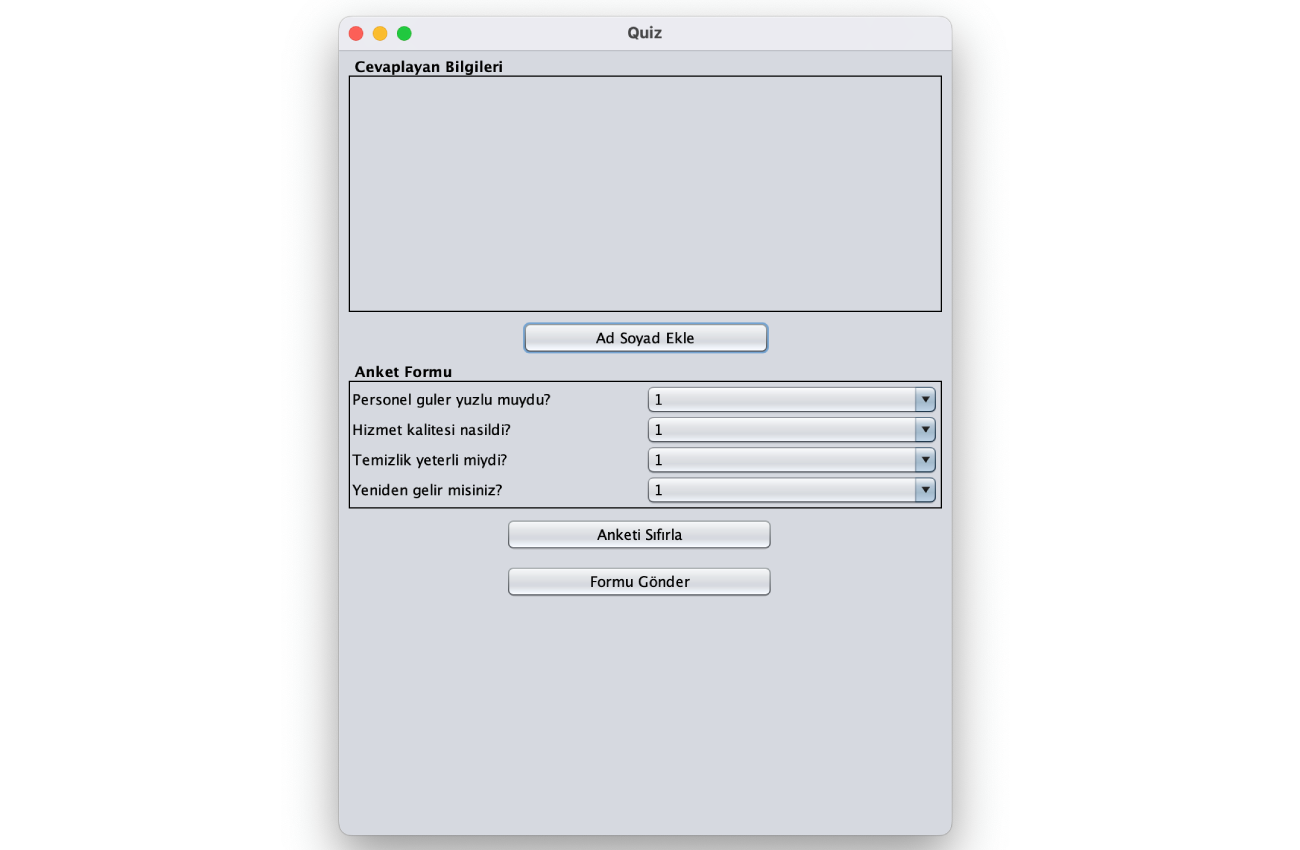 Quiz
Cevaplayan Bilgileri
Ad Soyad Ekle
Anket Formu
Personel guler yuzlu muydu? 1
Hizmet kalitesi nasildi? 1
Temizlik yeterli miydi? 1
Yeniden gelir misiniz? 1
Anketi Sıfırla
Formu Gönder